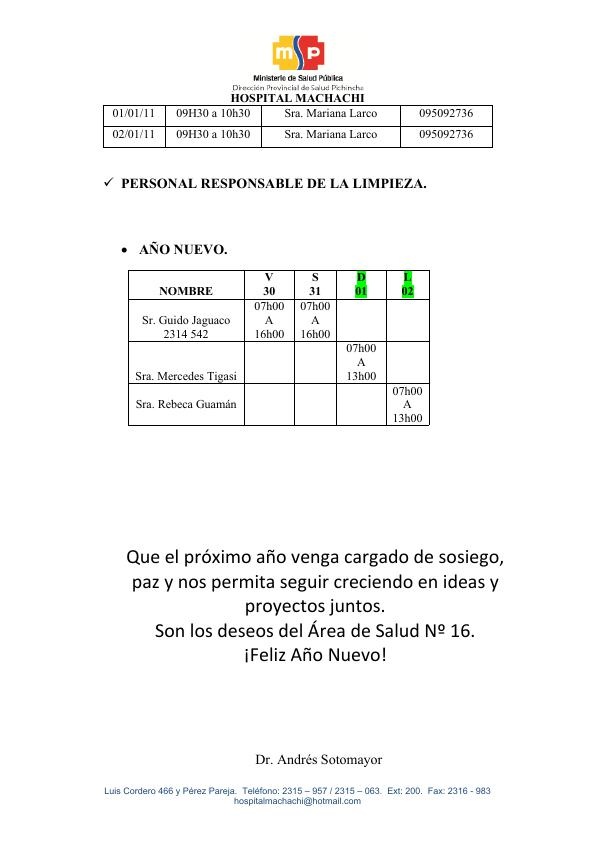 msp
Ministerio de Salud Pública
Dirección Provincial de Salud Pichincha
HOSPITAL MACHACHI
01/01/11 09H30 a 10h30 Sra. Mariana Larco 095092736
02/01/11 09H30 a 10h30 Sra. Mariana Larco 095092736
✓ PERSONAL RESPONSABLE DE LA LIMPIEZA.
• AÑO NUEVO.
V S D L
NOMBRE 30 31 01 02
07h00 07h00
Sr. Guido Jaguaco A A
2314 542 16h00 16h00
07h00
A
Sra. Mercedes Tigasi 13h00
07h00
Sra. Rebeca Guamán A
13h00
Que el próximo año venga cargado de sosiego,
paz y nos permita seguir creciendo en ideas y
proyectos juntos.
Son los deseos del Área de Salud Nº 16.
¡Feliz Año Nuevo!
Dr. Andrés Sotomayor
Luis Cordero 466 y Pérez Pareja. Teléfono: 2315 – 957 / 2315 – 063. Ext: 200. Fax: 2316 - 983
hospitalmachachi@hotmail.com